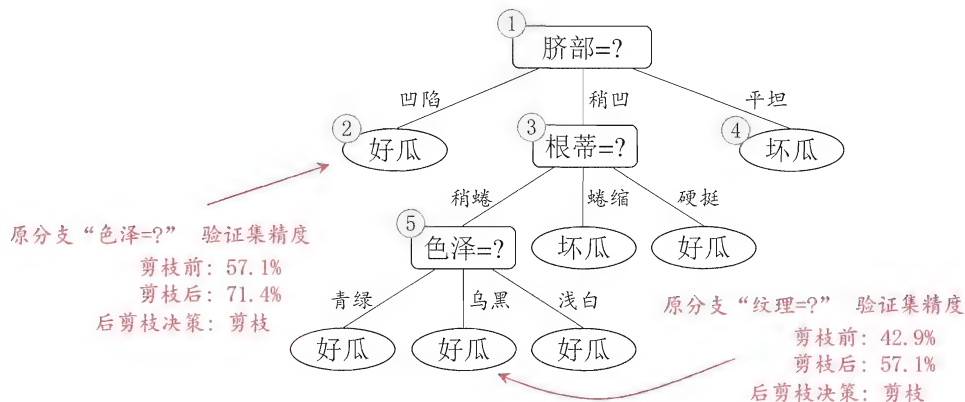 ① 脐部=?
凹陷 稍凹 平坦
② 好瓜 ③ 根蒂=? ④ 坏瓜
稍蜷 蜷缩 硬挺
⑤ 色泽=? 坏瓜 好瓜
青绿 乌黑 浅白
好瓜 好瓜 好瓜
原分支“色泽=?” 验证集精度
剪枝前: 57.1%
剪枝后: 71.4%
后剪枝决策: 剪枝
原分支“纹理=?” 验证集精度
剪枝前: 42.9%
剪枝后: 57.1%
后剪枝决策: 剪枝